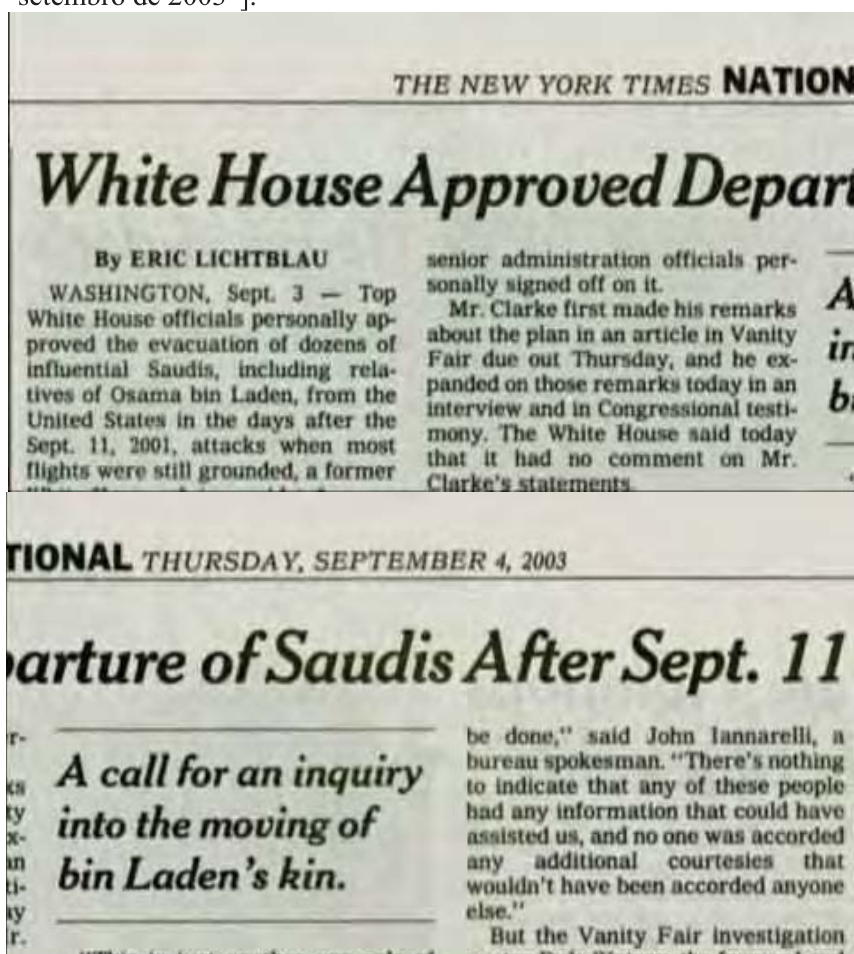 setembro de 2003"].
THE NEW YORK TIMES NATION
White House Approved Depart
By ERIC LICHTBLAU
WASHINGTON, Sept. 3 — Top
White House officials personally ap-
proved the evacuation of dozens of
influential Saudis, including rela-
tives of Osama bin Laden, from the
United States in the days after the
Sept. 11, 2001, attacks when most
flights were still grounded, a former
senior administration officials per-
sonally signed off on it.
Mr. Clarke first made his remarks
about the plan in an article in Vanity
Fair due out Thursday, and he ex-
panded on those remarks today in an
interview and in Congressional testi-
mony. The White House said today
that it had no comment on Mr.
Clarke's statements.
A
in
b
TIONAL THURSDAY, SEPTEMBER 4, 2003
parture of Saudis After Sept. 11
r-
ks
ty
x-
an
ti-
ay
r.
A call for an inquiry
into the moving of
bin Laden's kin.
be done," said John Iannarelli, a
bureau spokesman. "There's nothing
to indicate that any of these people
had any information that could have
assisted us, and no one was accorded
any additional courtesies that
wouldn't have been accorded anyone
else."
But the Vanity Fair investigation